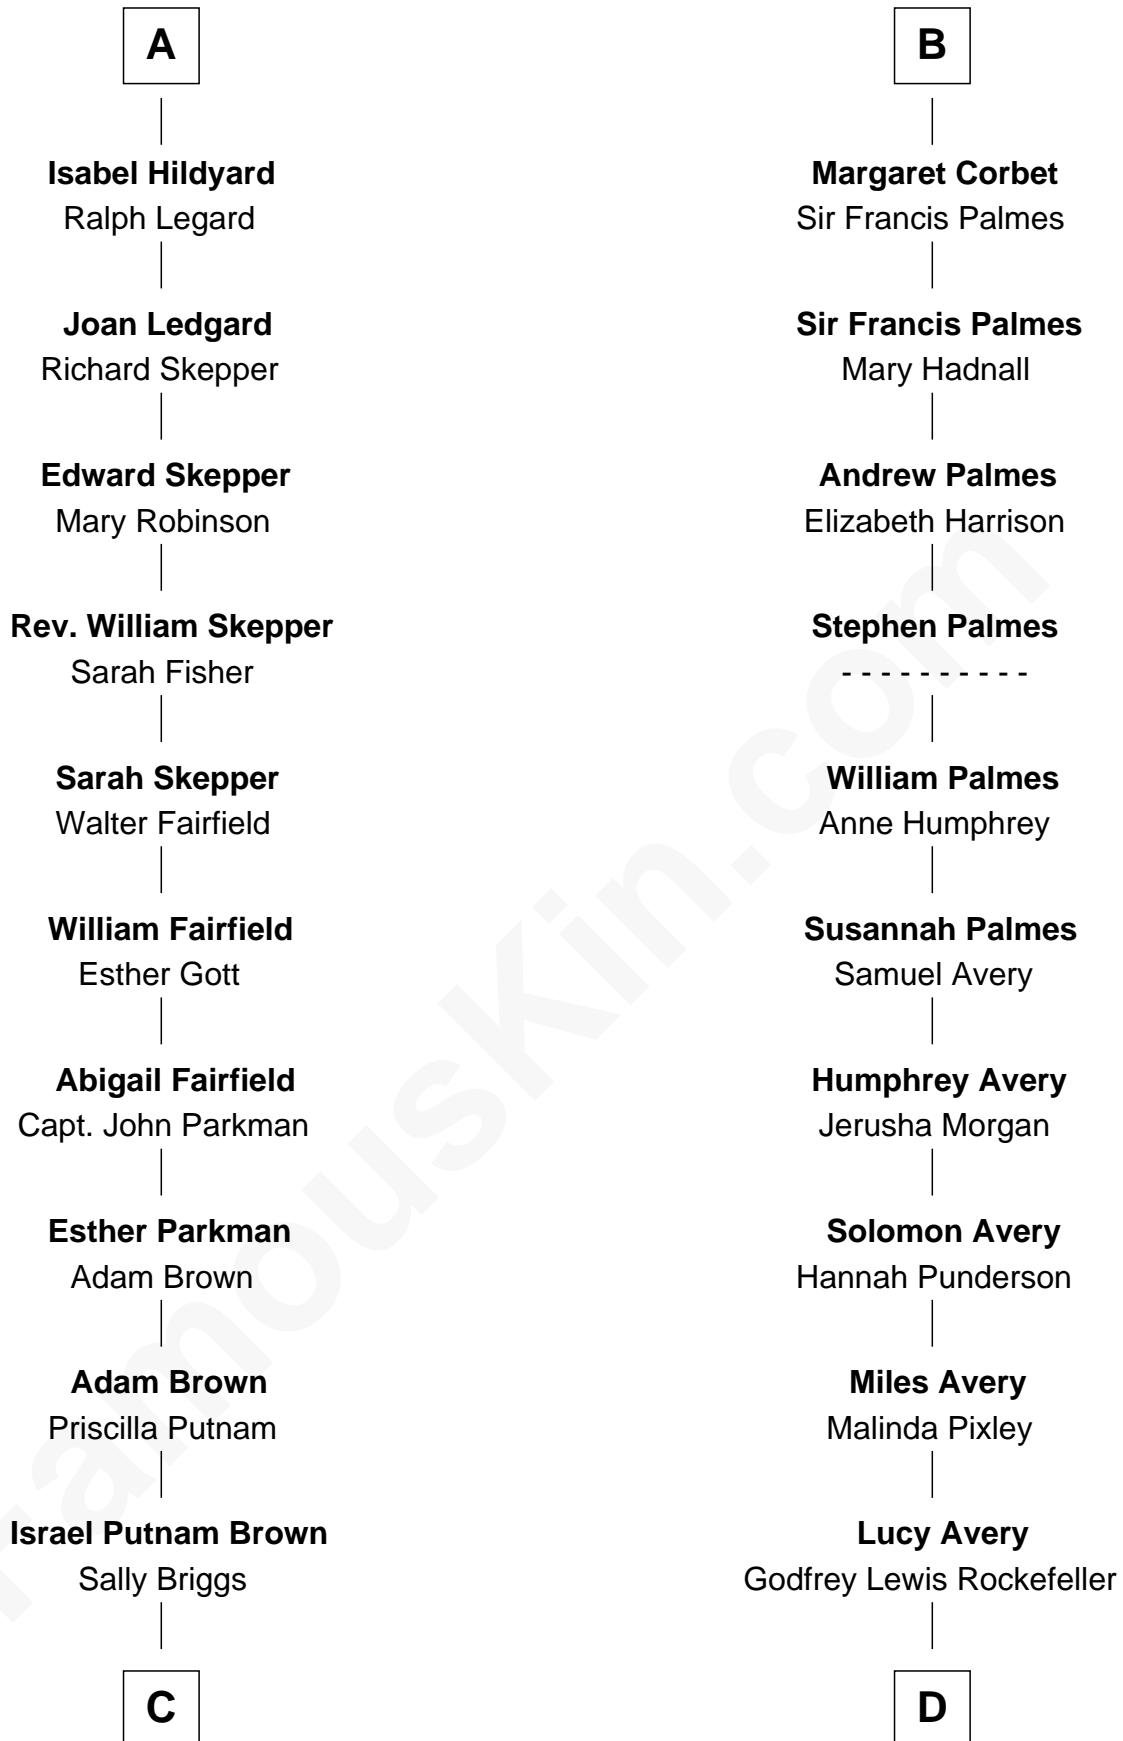 A
Isabel Hildyard
Ralph Legard
Joan Ledgard
Richard Skepper
Edward Skepper
Mary Robinson
Rev. William Skepper
Sarah Fisher
Sarah Skepper
Walter Fairfield
William Fairfield
Esther Gott
Abigail Fairfield
Capt. John Parkman
Esther Parkman
Adam Brown
Adam Brown
Priscilla Putnam
Israel Putnam Brown
Sally Briggs
C
B
Margaret Corbet
Sir Francis Palmes
Sir Francis Palmes
Mary Hadnall
Andrew Palmes
Elizabeth Harrison
Stephen Palmes
- - - - - - - - - -
William Palmes
Anne Humphrey
Susannah Palmes
Samuel Avery
Humphrey Avery
Jerusha Morgan
Solomon Avery
Hannah Punderson
Miles Avery
Malinda Pixley
Lucy Avery
Godfrey Lewis Rockefeller
D
FamousKin.com